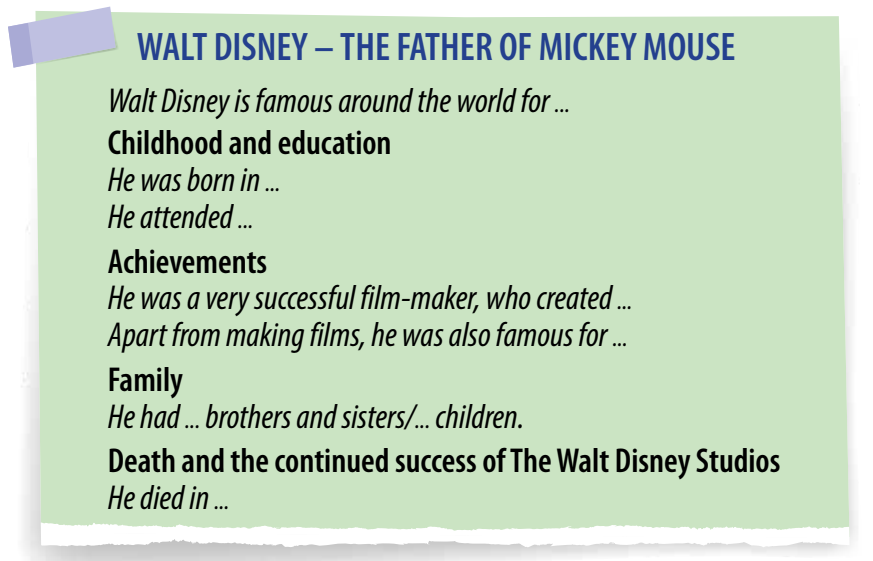 WALT DISNEY – THE FATHER OF MICKEY MOUSE
Walt Disney is famous around the world for ...
Childhood and education
He was born in ...
He attended ...
Achievements
He was a very successful film-maker, who created ...
Apart from making films, he was also famous for ...
Family
He had ... brothers and sisters/... children.
Death and the continued success of The Walt Disney Studios
He died in ...